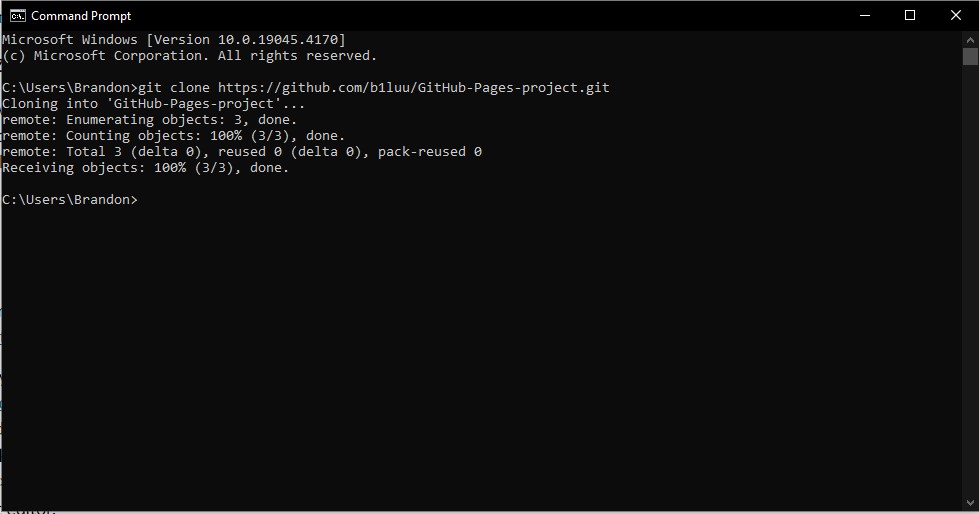 Command Prompt
Microsoft Windows [Version 10.0.19045.4170]
(c) Microsoft Corporation. All rights reserved.
C:\Users\Brandon>git clone https://github.com/b1luu/GitHub-Pages-project.git
Cloning into 'GitHub-Pages-project'...
remote: Enumerating objects: 3, done.
remote: Counting objects: 100% (3/3), done.
remote: Total 3 (delta 0), reused 0 (delta 0), pack-reused 0
Receiving objects: 100% (3/3), done.
C:\Users\Brandon>